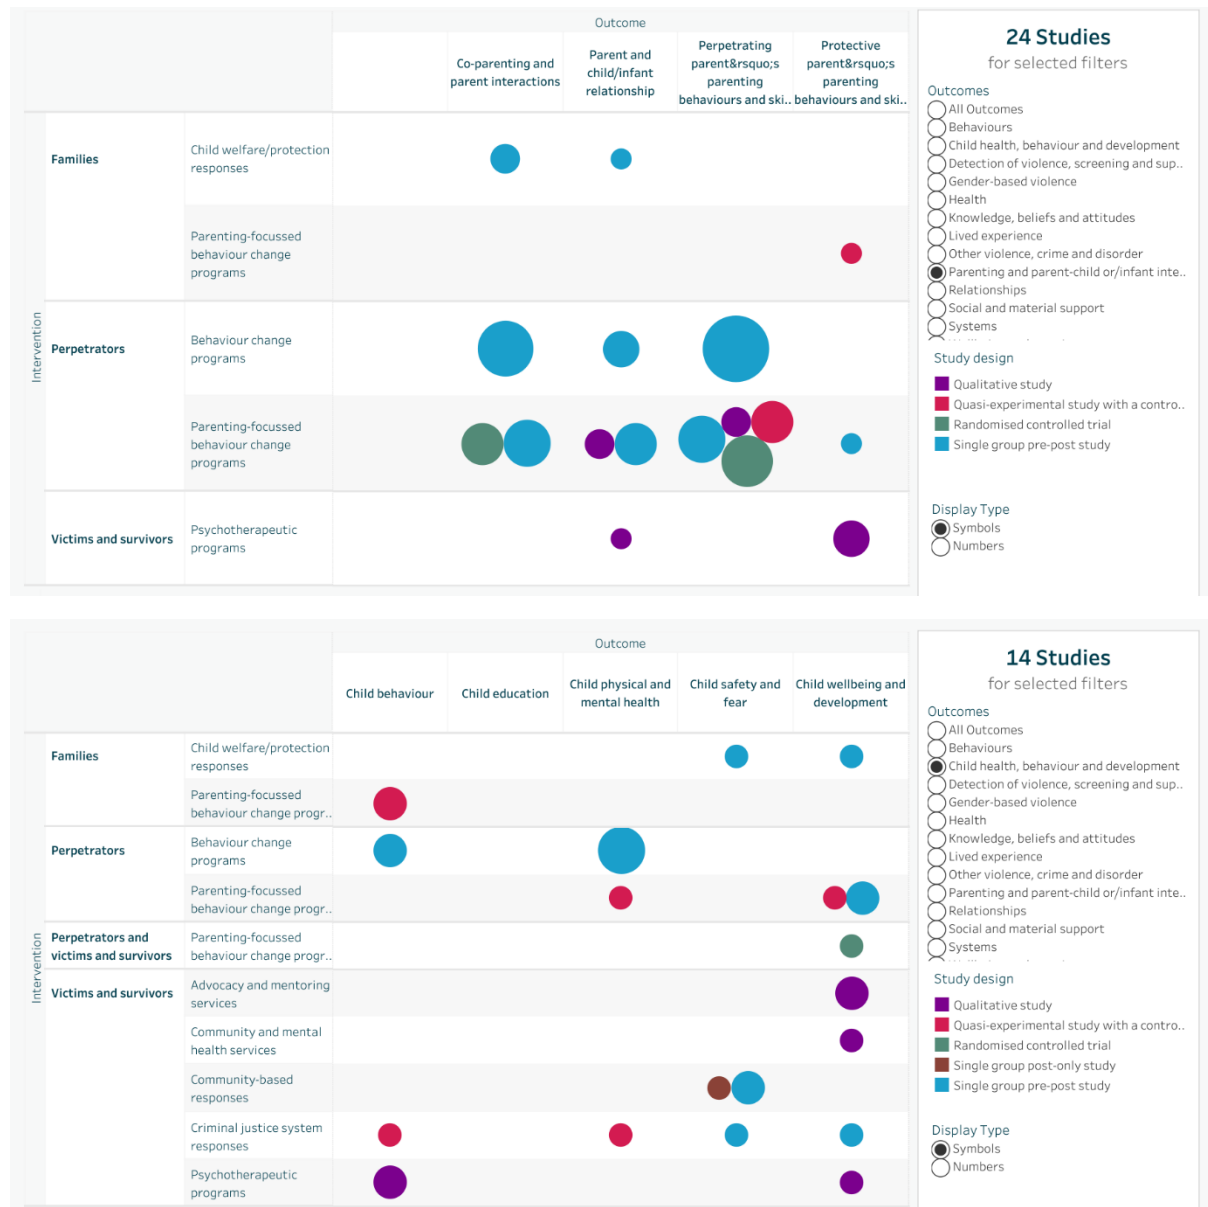 Outcome
Co-parenting and
parent interactions
Parent and
child/infant
relationship
Perpetrating
parent&rsquo;s
parenting
behaviours and ski..
Protective
parent&rsquo;s
parenting
behaviours and ski..
Intervention
Families
Child welfare/protection
responses
Parenting-focussed
behaviour change
programs
Perpetrators
Behaviour change
programs
Parenting-focussed
behaviour change
programs
Victims and survivors
Psychotherapeutic
programs
24 Studies
for selected filters
Outcomes
All Outcomes
Behaviours
Child health, behaviour and development
Detection of violence, screening and sup..
Gender-based violence
Health
Knowledge, beliefs and attitudes
Lived experience
Other violence, crime and disorder
Parenting and parent-child or/infant inte..
Relationships
Social and material support
Systems
Study design
Qualitative study
Quasi-experimental study with a contro..
Randomised controlled trial
Single group pre-post study
Display Type
Symbols
Numbers
Outcome
Child behaviour
Child education
Child physical and
mental health
Child safety and
fear
Child wellbeing and
development
Intervention
Families
Child welfare/protection
responses
Parenting-focussed
behaviour change progr..
Perpetrators
Behaviour change
programs
Parenting-focussed
behaviour change progr..
Perpetrators and
victims and survivors
Parenting-focussed
behaviour change progr..
Victims and survivors
Advocacy and mentoring
services
Community and mental
health services
Community-based
responses
Criminal justice system
responses
Psychotherapeutic
programs
14 Studies
for selected filters
Outcomes
All Outcomes
Behaviours
Child health, behaviour and development
Detection of violence, screening and sup..
Gender-based violence
Health
Knowledge, beliefs and attitudes
Lived experience
Other violence, crime and disorder
Parenting and parent-child or/infant inte..
Relationships
Social and material support
Systems
Study design
Qualitative study
Quasi-experimental study with a contro..
Randomised controlled trial
Single group post-only study
Single group pre-post study
Display Type
Symbols
Numbers